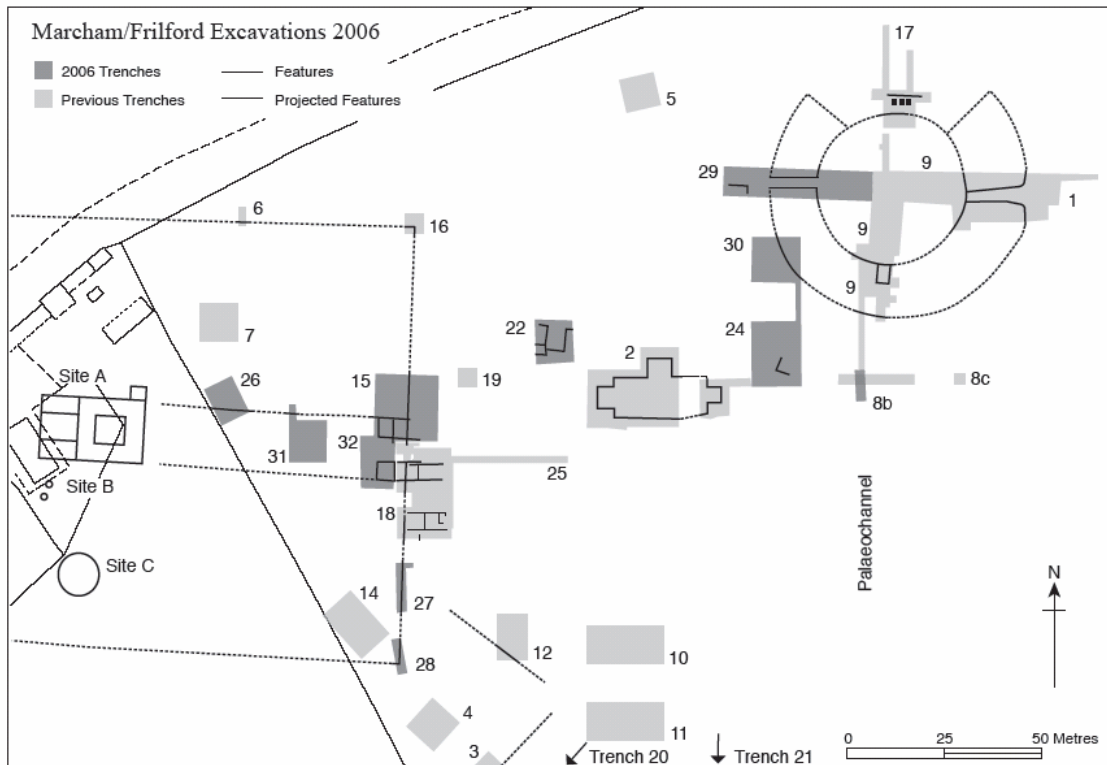 Marcham/Frilford Excavations 2006
2006 Trenches
Features
Previous Trenches
Projected Features
17
5
9
29
1
6
16
9
30
9
7
22
24
2
Site A
26
15
19
8c
8b
32
31
25
Site B
18
Palaeochannel
Site C
14
27
N
12
10
28
4
11
3
0 25 50 Metres
Trench 20
Trench 21